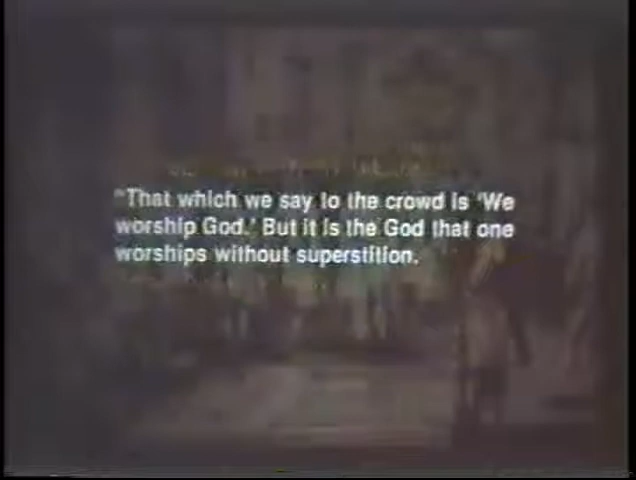 "That which we say to the crowd is 'We
worship God.' But it is the God that one
worships without superstition.